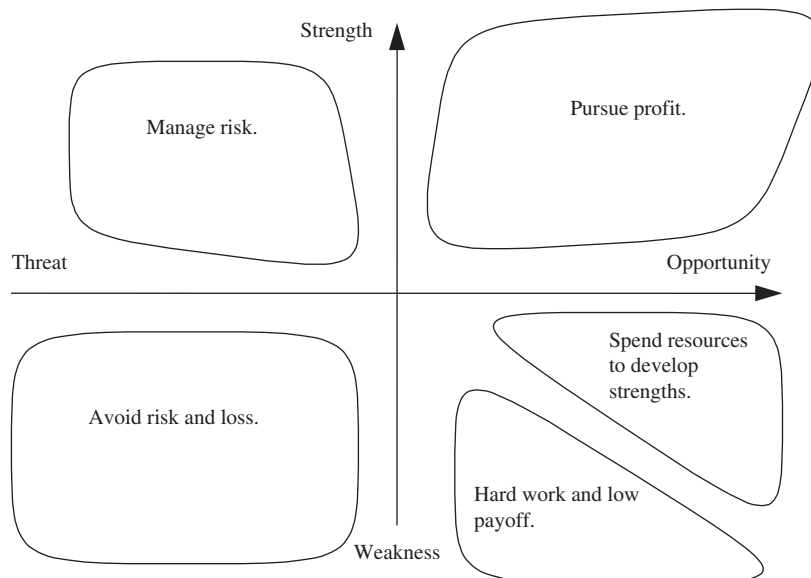 Strength
Pursue profit.
Manage risk.
Threat
Opportunity
Spend resources
to develop
strengths.
Avoid risk and loss.
Hard work and low
payoff.
Weakness